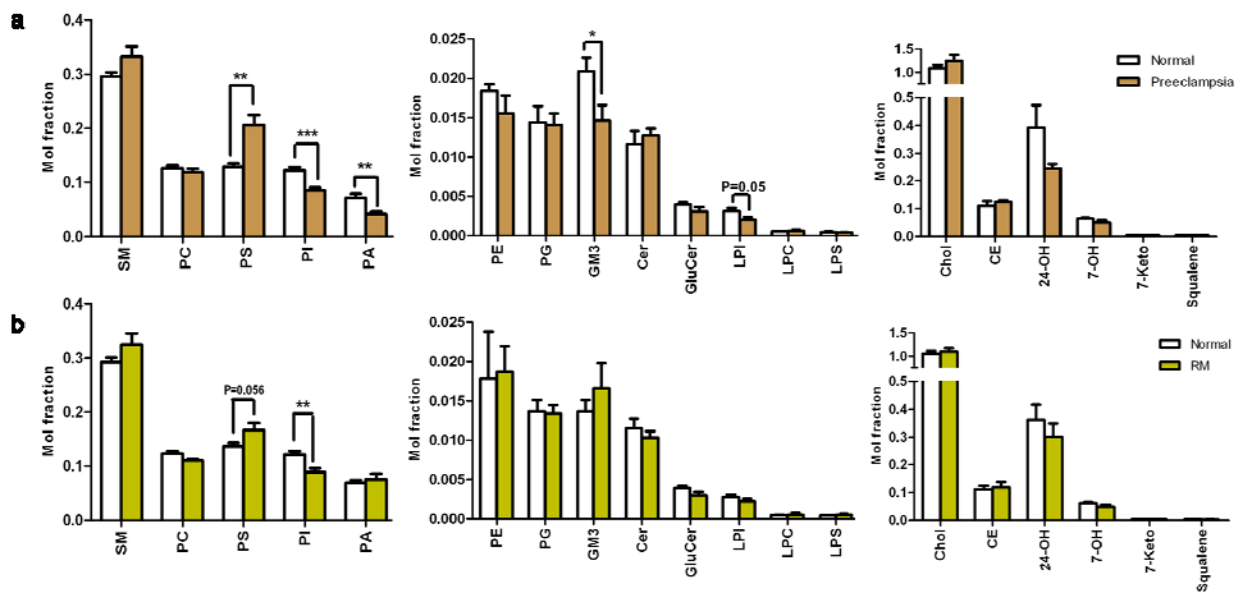 a
Mol fraction
0.4
0.3
0.2
0.1
0.0
**
***
**
SM PC PS PI PA
Mol fraction
0.025
0.020
0.015
0.010
0.005
0.000
*
P=0.05
PE PG GM3 Cer GluCer LPI LPC LPS
Mol fraction
1.5
1.0
0.5
0.4
0.3
0.2
0.1
0.0
Normal
Preeclampsia
Chol CE 24-OH 7-OH 7-Keto Squalene
b
Mol fraction
0.4
0.3
0.2
0.1
0.0
P=0.056
**
SM PC PS PI PA
Mol fraction
0.025
0.020
0.015
0.010
0.005
0.000
PE PG GM3 Cer GluCer LPI LPC LPS
Mol fraction
1.5
1.0
0.5
0.4
0.3
0.2
0.1
0.0
Normal
RM
Chol CE 24-OH 7-OH 7-Keto Squalene